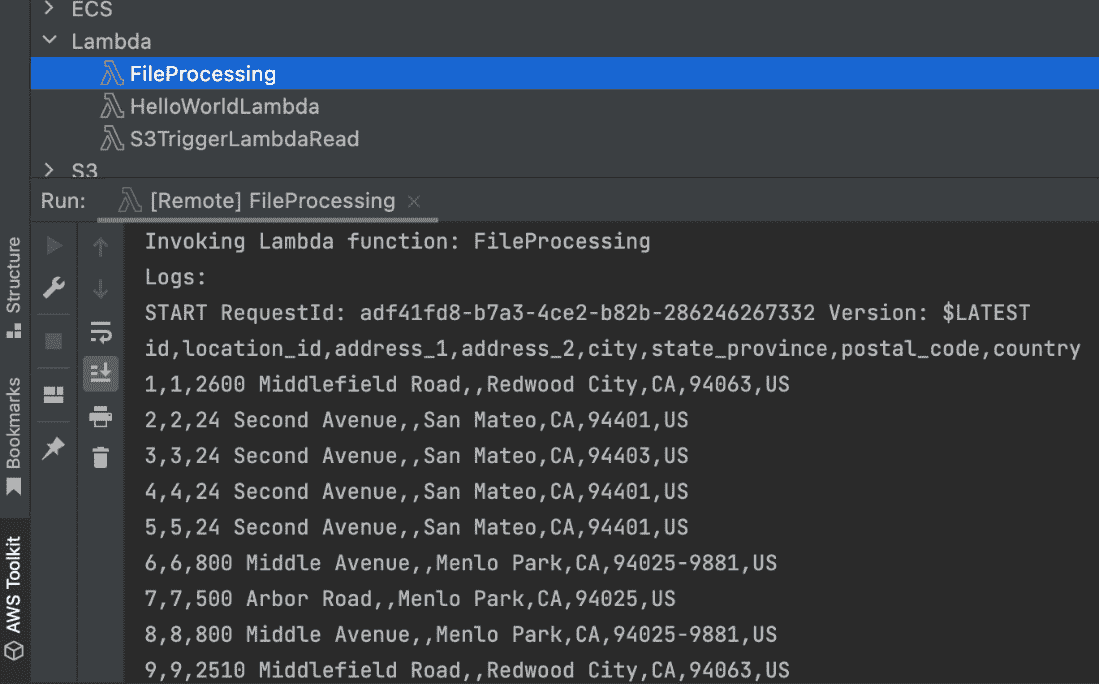 ECS
Lambda
FileProcessing
HelloWorldLambda
S3TriggerLambdaRead
S3
Run:
[Remote] FileProcessing
Structure
Bookmarks
AWS Toolkit
Invoking Lambda function: FileProcessing
Logs:
START RequestId: adf41fd8-b7a3-4ce2-b82b-286246267332 Version: $LATEST
id,location_id,address_1,address_2,city,state_province,postal_code,country
1,1,2600 Middlefield Road,,Redwood City,CA,94063,US
2,2,24 Second Avenue,,San Mateo,CA,94401,US
3,3,24 Second Avenue,,San Mateo,CA,94403,US
4,4,24 Second Avenue,,San Mateo,CA,94401,US
5,5,24 Second Avenue,,San Mateo,CA,94401,US
6,6,800 Middle Avenue,,Menlo Park,CA,94025-9881,US
7,7,500 Arbor Road,,Menlo Park,CA,94025,US
8,8,800 Middle Avenue,,Menlo Park,CA,94025-9881,US
9,9,2510 Middlefield Road,,Redwood City,CA,94063,US